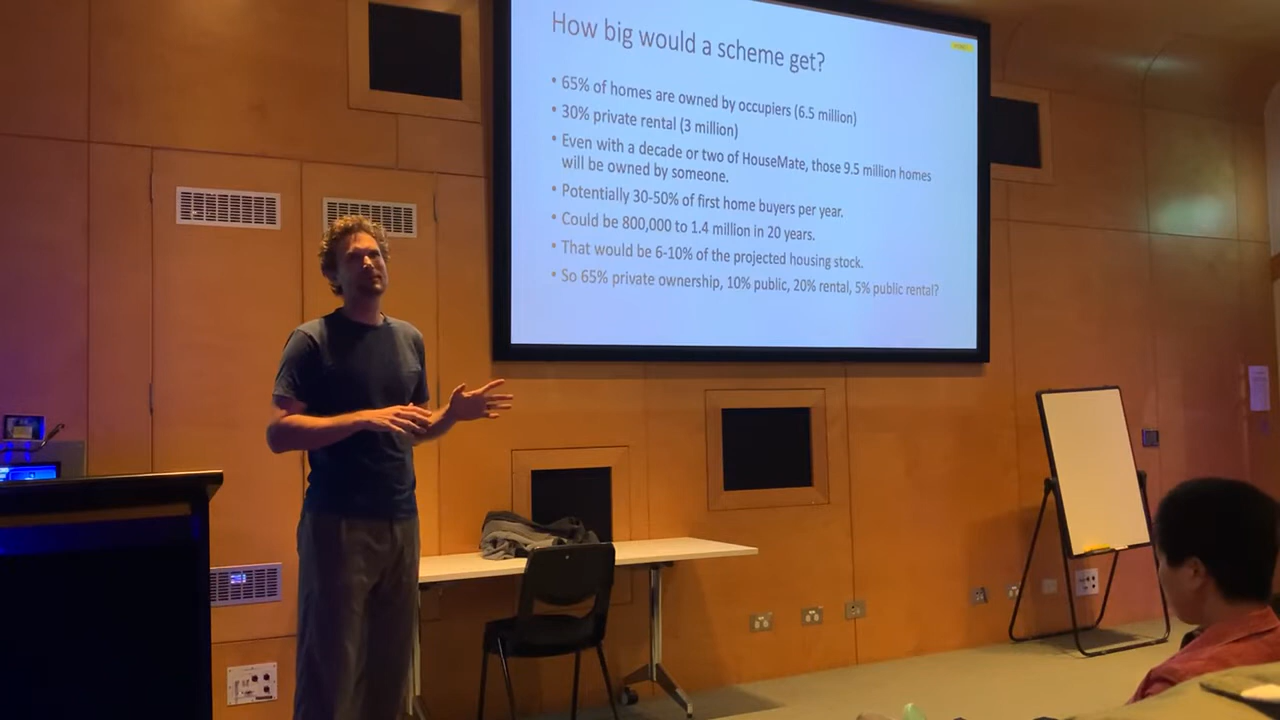 How big would a scheme get?
• 65% of homes are owned by occupiers (6.5 million)
• 30% private rental (3 million)
• Even with a decade or two of HouseMate, those 9.5 million homes
will be owned by someone.
• Potentially 30-50% of first home buyers per year.
• Could be 800,000 to 1.4 million in 20 years.
• That would be 6-10% of the projected housing stock.
• So 65% private ownership, 10% public, 20% rental, 5% public rental?